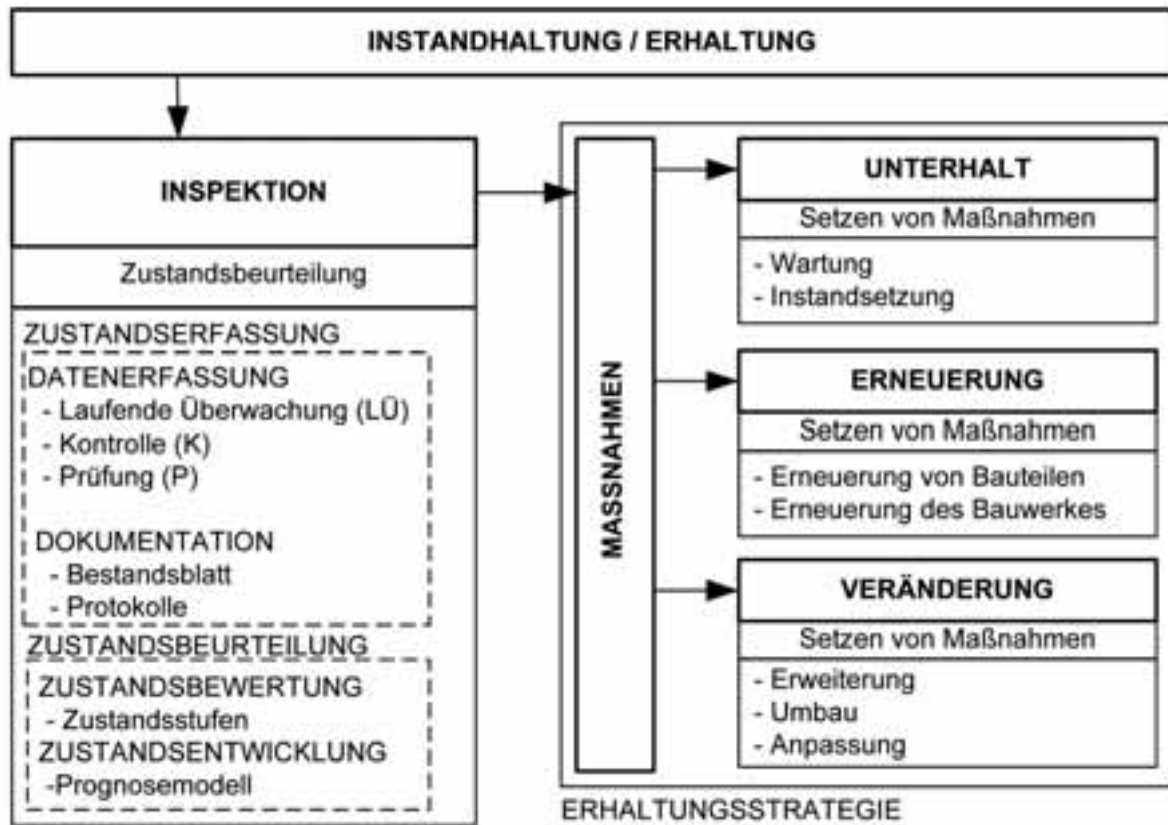 INSTANDHALTUNG / ERHALTUNG
INSPEKTION
Zustandsbeurteilung
ZUSTANDSERFASSUNG
DATENERFASSUNG
- Laufende Überwachung (LÜ)
- Kontrolle (K)
- Prüfung (P)
DOKUMENTATION
- Bestandsblatt
- Protokolle
ZUSTANDSBEURTEILUNG
ZUSTANDSBEWERTUNG
- Zustandsstufen
ZUSTANDSENTWICKLUNG
-Prognosemodell
MASSNAHMEN
UNTERHALT
Setzen von Maßnahmen
- Wartung
- Instandsetzung
ERNEUERUNG
Setzen von Maßnahmen
- Erneuerung von Bauteilen
- Erneuerung des Bauwerkes
VERÄNDERUNG
Setzen von Maßnahmen
- Erweiterung
- Umbau
- Anpassung
ERHALTUNGSSTRATEGIE